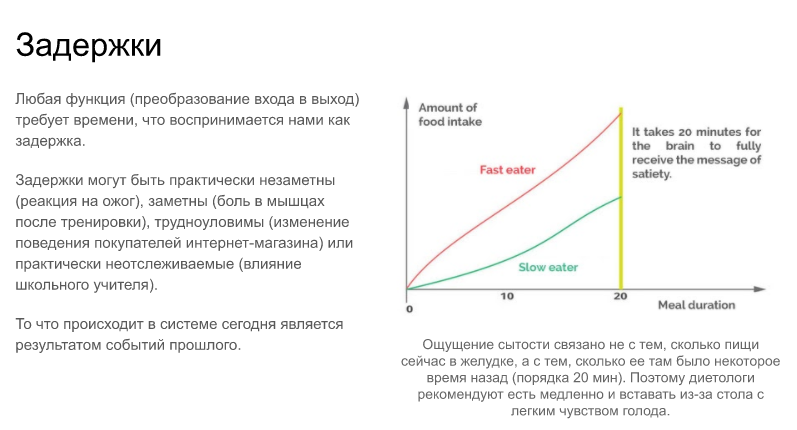 Задержки
Любая функция (преобразование входа в выход)
требует времени, что воспринимается нами как
задержка.
Задержки могут быть практически незаметны
(реакция на ожог), заметны (боль в мышцах
после тренировки), трудноуловимы (изменение
поведения покупателей интернет-магазина) или
практически неотслеживаемые (влияние
школьного учителя).
То что происходит в системе сегодня является
результатом событий прошлого.
Amount of
food intake
Fast eater
It takes 20 minutes for
the brain to fully
receive the message of
satiety.
Slow eater
0
10
20
Meal duration
Ощущение сытости связано не с тем, сколько пищи
сейчас в желудке, а с тем, сколько ее там было некоторое
время назад (порядка 20 мин). Поэтому диетологи
рекомендуют есть медленно и вставать из-за стола с
легким чувством голода.